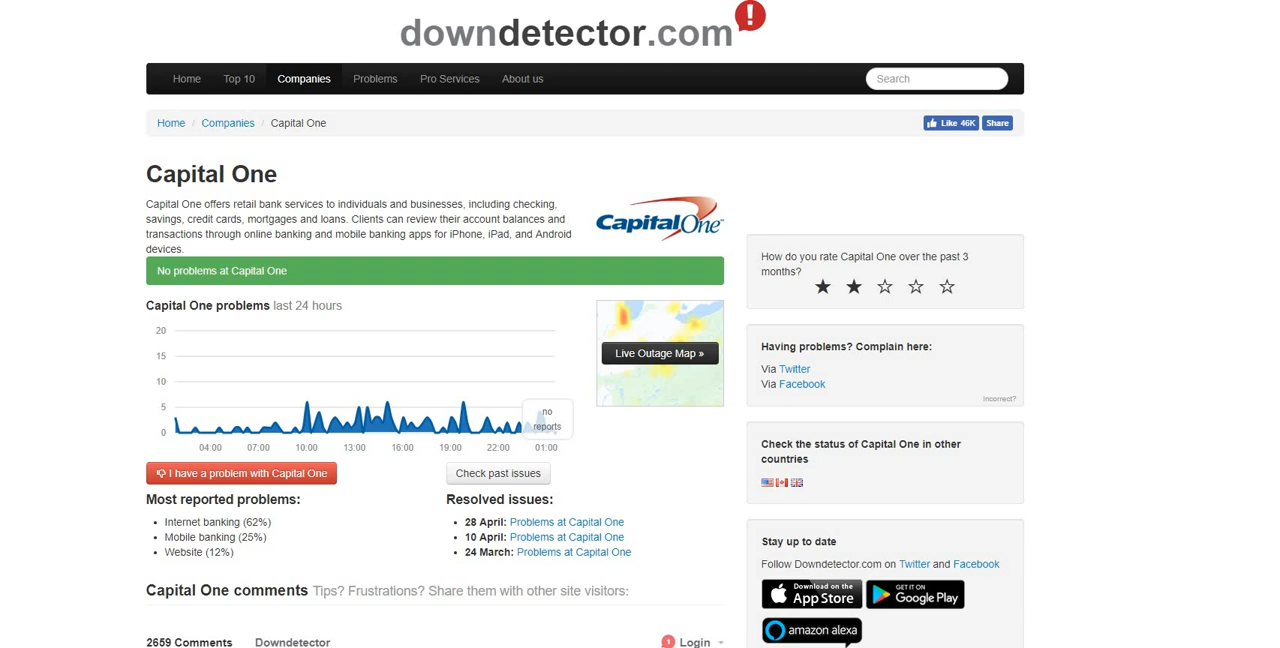 downdetector.com!
Home Top 10 Companies Problems Pro Services About us Search
Home / Companies / Capital One
Like 46K Share
Capital One
Capital One offers retail bank services to individuals and businesses, including checking,
savings, credit cards, mortgages and loans. Clients can review their account balances and
transactions through online banking and mobile banking apps for iPhone, iPad, and Android
devices.
CapitalOne
No problems at Capital One
Capital One problems last 24 hours
20
15
10
5
0
04:00 07:00 10:00 13:00 16:00 19:00 22:00 01:00
no
reports
Live Outage Map »
I have a problem with Capital One
Check past issues
Most reported problems:
• Internet banking (62%)
• Mobile banking (25%)
• Website (12%)
Resolved issues:
• 28 April: Problems at Capital One
• 10 April: Problems at Capital One
• 24 March: Problems at Capital One
Capital One comments Tips? Frustrations? Share them with other site visitors:
2659 Comments Downdetector 1 Login
How do you rate Capital One over the past 3
months?
Having problems? Complain here:
Via Twitter
Via Facebook
Incorrect?
Check the status of Capital One in other
countries
Stay up to date
Follow Downdetector.com on Twitter and Facebook
Download on the
App Store
GET IT ON
Google Play
amazon alexa